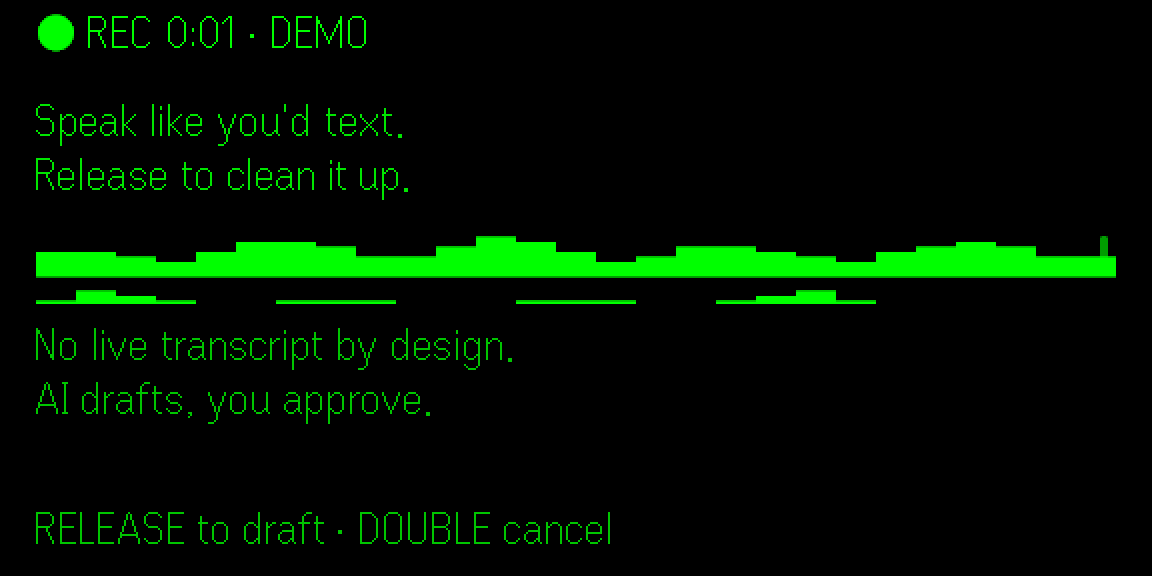 REC 0:01 · DEMO
Speak like you'd text.
Release to clean it up.
No live transcript by design.
AI drafts, you approve.
RELEASE to draft · DOUBLE cancel